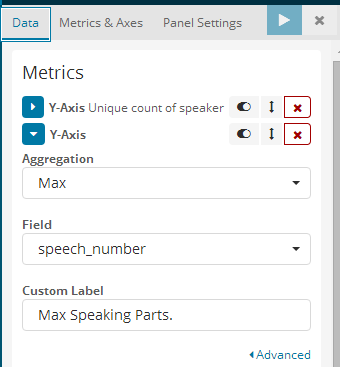 Data Metrics & Axes Panel Settings
Metrics
Y-Axis Unique count of speaker
Y-Axis
Aggregation
Max
Field
speech_number
Custom Label
Max Speaking Parts.
Advanced